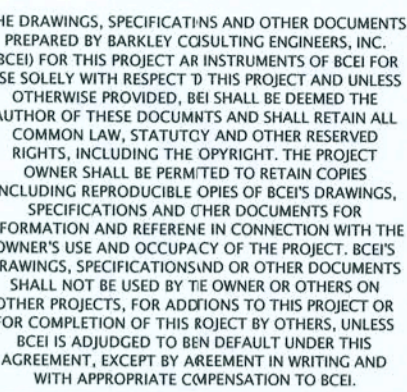 HE DRAWINGS, SPECIFICATINS AND OTHER DOCUMENTS
PREPARED BY BARKLEY COSULTING ENGINEERS, INC.
BCEI) FOR THIS PROJECT AR INSTRUMENTS OF BCEI FOR
SE SOLELY WITH RESPECT TO THIS PROJECT AND UNLESS
OTHERWISE PROVIDED, BEI SHALL BE DEEMED THE
AUTHOR OF THESE DOCUMNTS AND SHALL RETAIN ALL
COMMON LAW, STATUTOY AND OTHER RESERVED
RIGHTS, INCLUDING THE OPYRIGHT. THE PROJECT
OWNER SHALL BE PERMTED TO RETAIN COPIES
NCLUDING REPRODUCIBLE OPIES OF BCEI'S DRAWINGS,
SPECIFICATIONS AND OHER DOCUMENTS FOR
FORMATION AND REFERENE IN CONNECTION WITH THE
OWNER'S USE AND OCCUPACY OF THE PROJECT. BCEI'S
RAWINGS, SPECIFICATIONSAND OR OTHER DOCUMENTS
SHALL NOT BE USED BY TE OWNER OR OTHERS ON
OTHER PROJECTS, FOR ADDTIONS TO THIS PROJECT OR
FOR COMPLETION OF THIS ROJECT BY OTHERS, UNLESS
BCEI IS ADJUDGED TO BEN DEFAULT UNDER THIS
AGREEMENT, EXCEPT BY AREEMENT IN WRITING AND
WITH APPROPRIATE COMPENSATION TO BCEI.